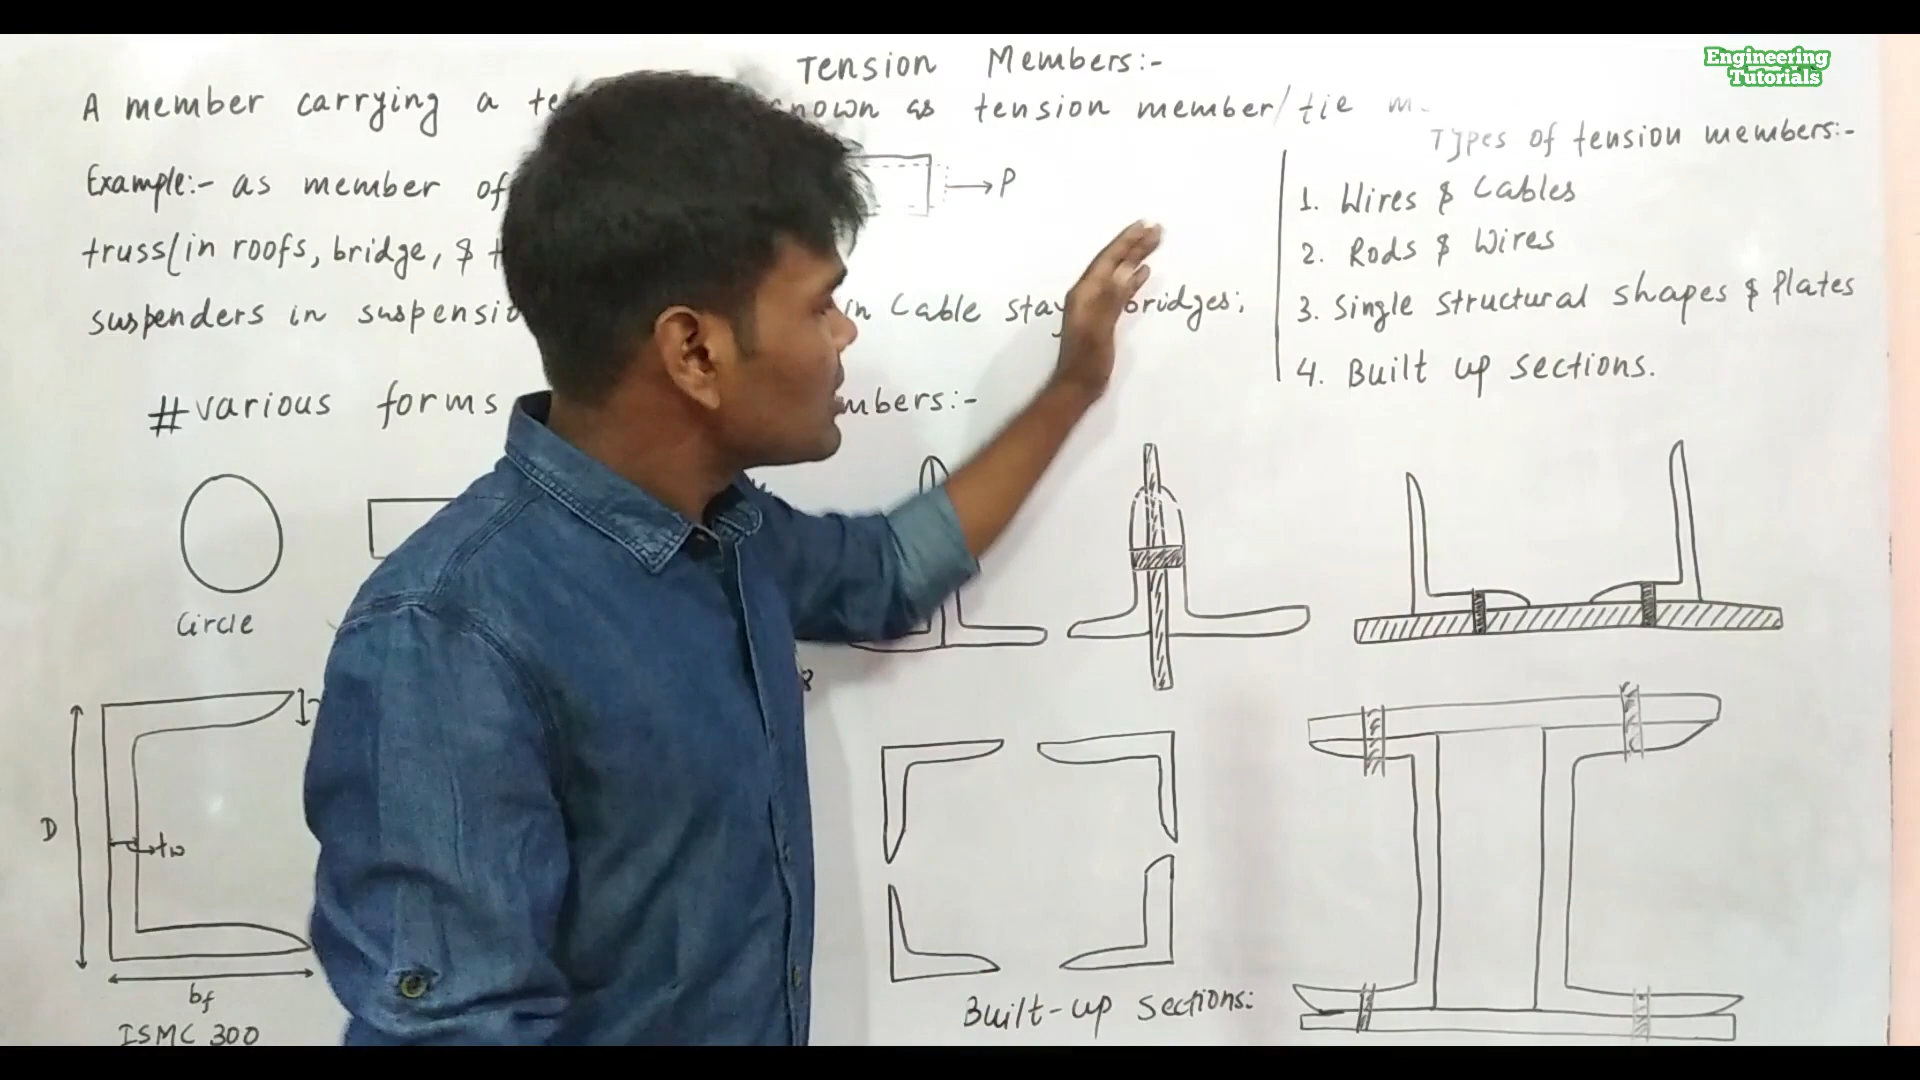 Engineering
Tutorials
Tension Members:-
A member carrying a te nown as tension member/tie m
Example:- as member of
P
truss(in roofs, bridge, &
suspenders in suspensio in Cable stay bridges;
Types of tension members:-
1. Wires & Cables
2. Rods & Wires
3. Single structural shapes & plates
4. Built up sections.
#various forms mbers:-
Circle
D
tw
bf
ISMC 300
Built-up sections: